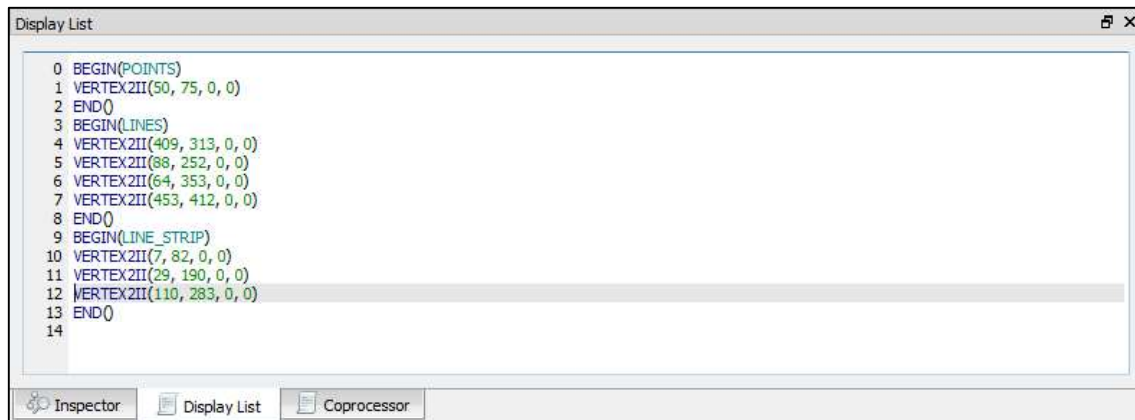 Display List
0 BEGIN(POINTS)
1 VERTEX2II(50, 75, 0, 0)
2 END()
3 BEGIN(LINES)
4 VERTEX2II(409, 313, 0, 0)
5 VERTEX2II(88, 252, 0, 0)
6 VERTEX2II(64, 353, 0, 0)
7 VERTEX2II(453, 412, 0, 0)
8 END()
9 BEGIN(LINE_STRIP)
10 VERTEX2II(7, 82, 0, 0)
11 VERTEX2II(29, 190, 0, 0)
12 VERTEX2II(110, 283, 0, 0)
13 END()
14
Inspector Display List Coprocessor